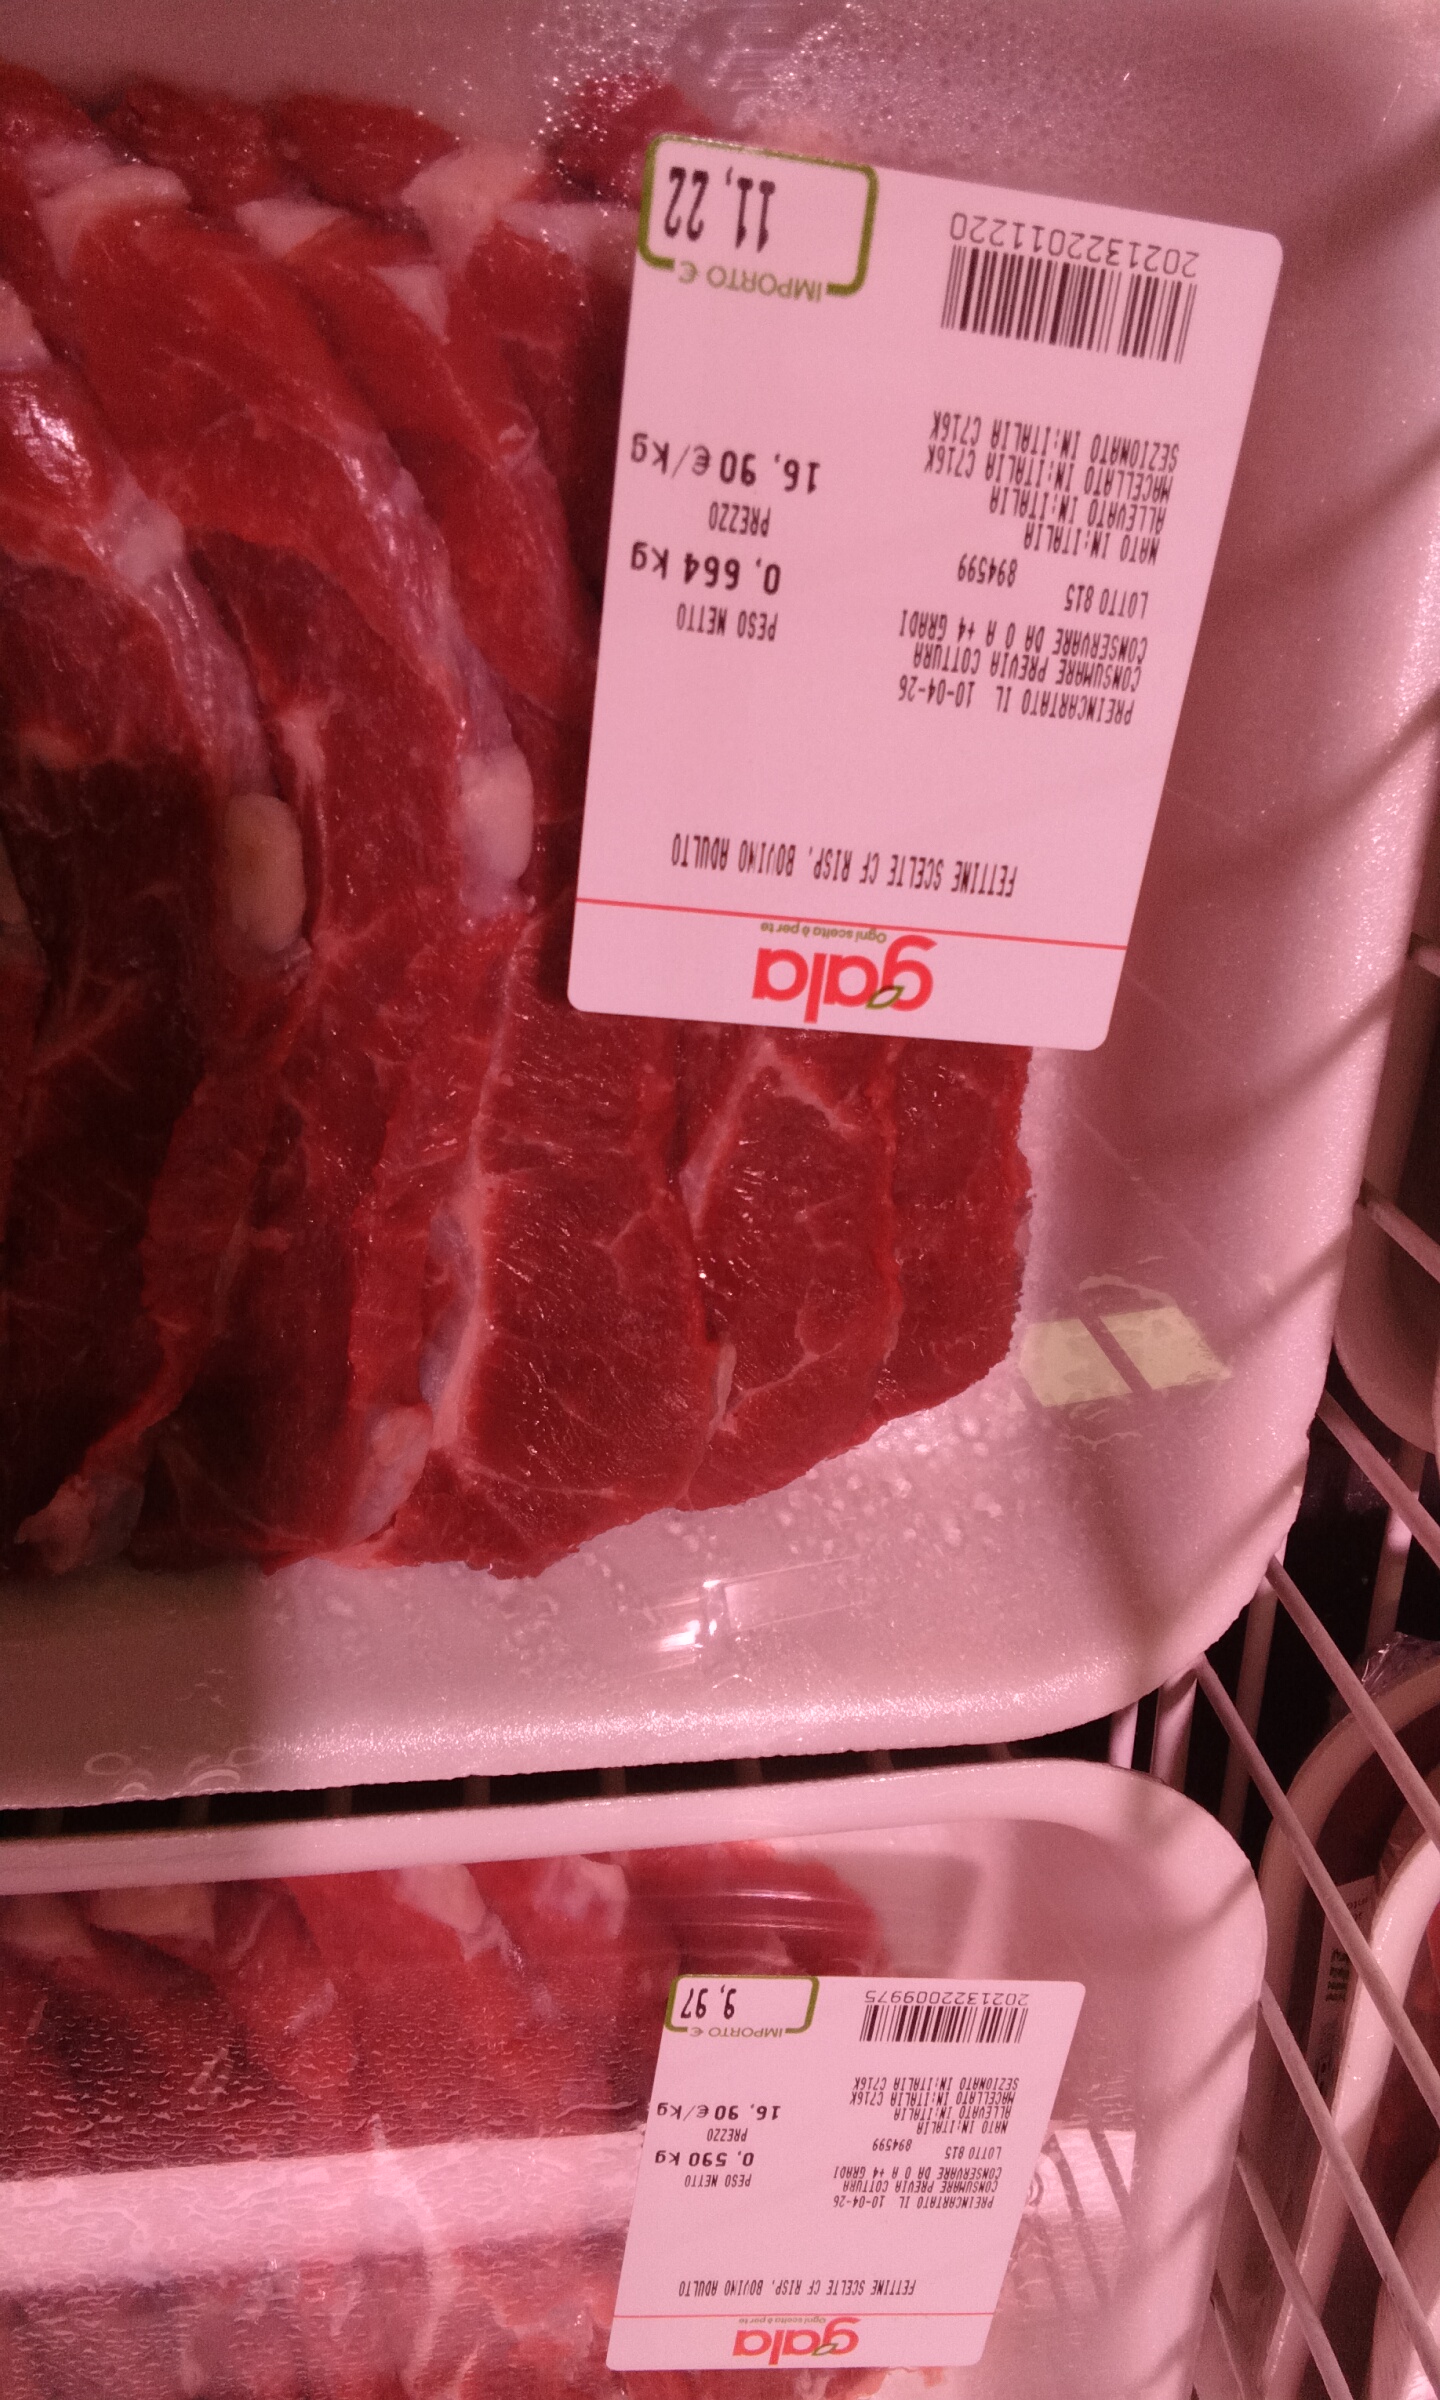 gala
Ogni scelta è per te
FETTINE SCELTE CF RISP. BOVINO ADULTO
PREINCARTATO IL 10-04-26
CONSUMARE PREVIA COTTURA
CONSERVARE DA 0 A +4 GRADI
LOTTO 815 894599
NATO IN:ITALIA
ALLEVATO IN:ITALIA
MACELLATO IN:ITALIA C716K
SEZIONATO IN:ITALIA C716K
PESO NETTO
0,664 kg
PREZZO
16,90€/kg
2021322011220
IMPORTO €
11,22
gala
Ogni scelta è per te
FETTINE SCELTE CF RISP. BOVINO ADULTO
PREINCARTATO IL 10-04-26
CONSUMARE PREVIA COTTURA
CONSERVARE DA 0 A +4 GRADI
LOTTO 815 894599
NATO IN:ITALIA
ALLEVATO IN:ITALIA
MACELLATO IN:ITALIA C716K
SEZIONATO IN:ITALIA C716K
PESO NETTO
0,590 kg
PREZZO
16,90€/kg
2021322009975
IMPORTO €
9,97